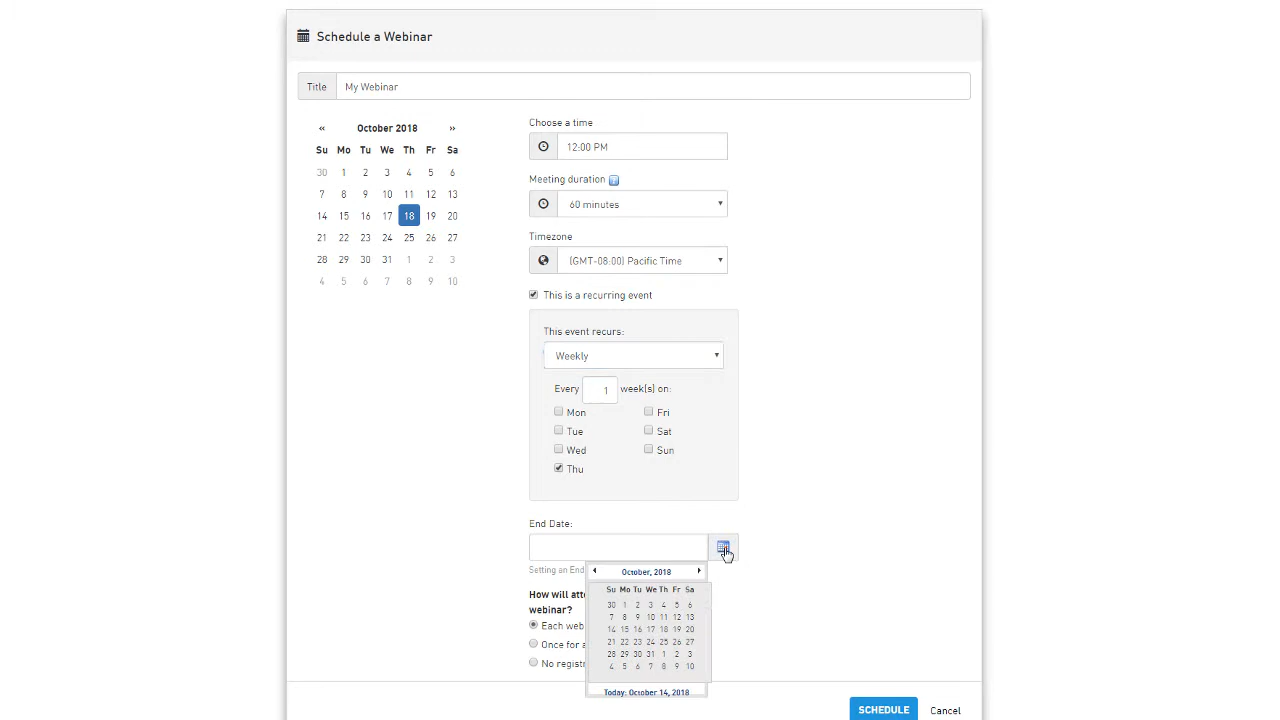 Schedule a Webinar
Title My Webinar
« October 2018 »
Su Mo Tu We Th Fr Sa
30 1 2 3 4 5 6
7 8 9 10 11 12 13
14 15 16 17 18 19 20
21 22 23 24 25 26 27
28 29 30 31 1 2 3
4 5 6 7 8 9 10
Choose a time
12:00 PM
Meeting duration
60 minutes
Timezone
(GMT-08:00) Pacific Time
This is a recurring event
This event recurs:
Weekly
Every 1 week(s) on:
Mon Fri
Tue Sat
Wed Sun
Thu
End Date:
Setting an End
October, 2018
Su Mo Tu We Th Fr Sa
30 1 2 3 4 5 6
7 8 9 10 11 12 13
14 15 16 17 18 19 20
21 22 23 24 25 26 27
28 29 30 31 1 2 3
4 5 6 7 8 9 10
Today: October 14, 2018
How will atte
webinar?
Each web
Once for a
No registr
SCHEDULE Cancel